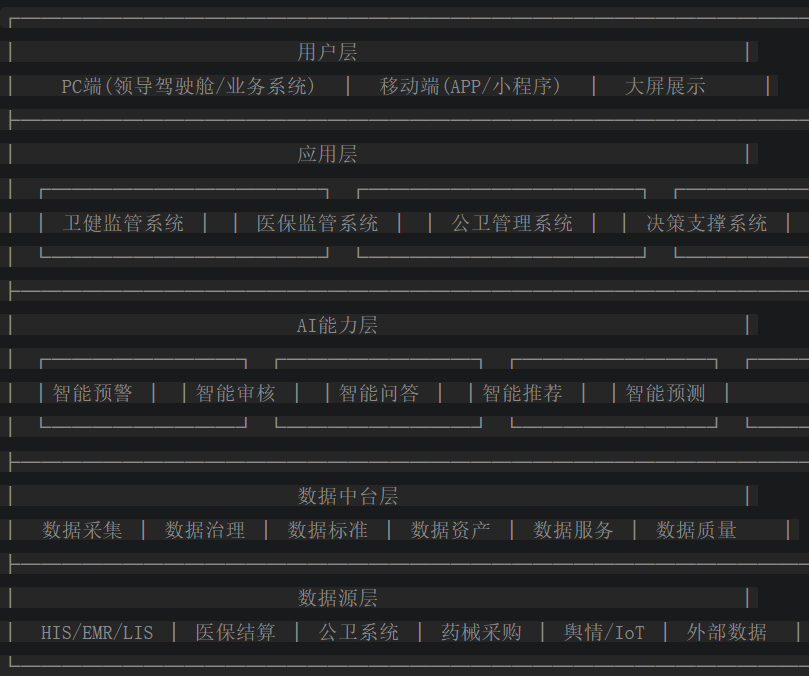 用户层
PC端(领导驾驶舱/业务系统) | 移动端(APP/小程序) | 大屏展示
应用层
卫健监管系统 | | 医保监管系统 | | 公卫管理系统 | | 决策支撑系统
AI能力层
智能预警 | | 智能审核 | | 智能问答 | | 智能推荐 | | 智能预测
数据中台层
数据采集 | 数据治理 | 数据标准 | 数据资产 | 数据服务 | 数据质量
数据源层
HIS/EMR/LIS | 医保结算 | 公卫系统 | 药械采购 | 舆情/IoT | 外部数据